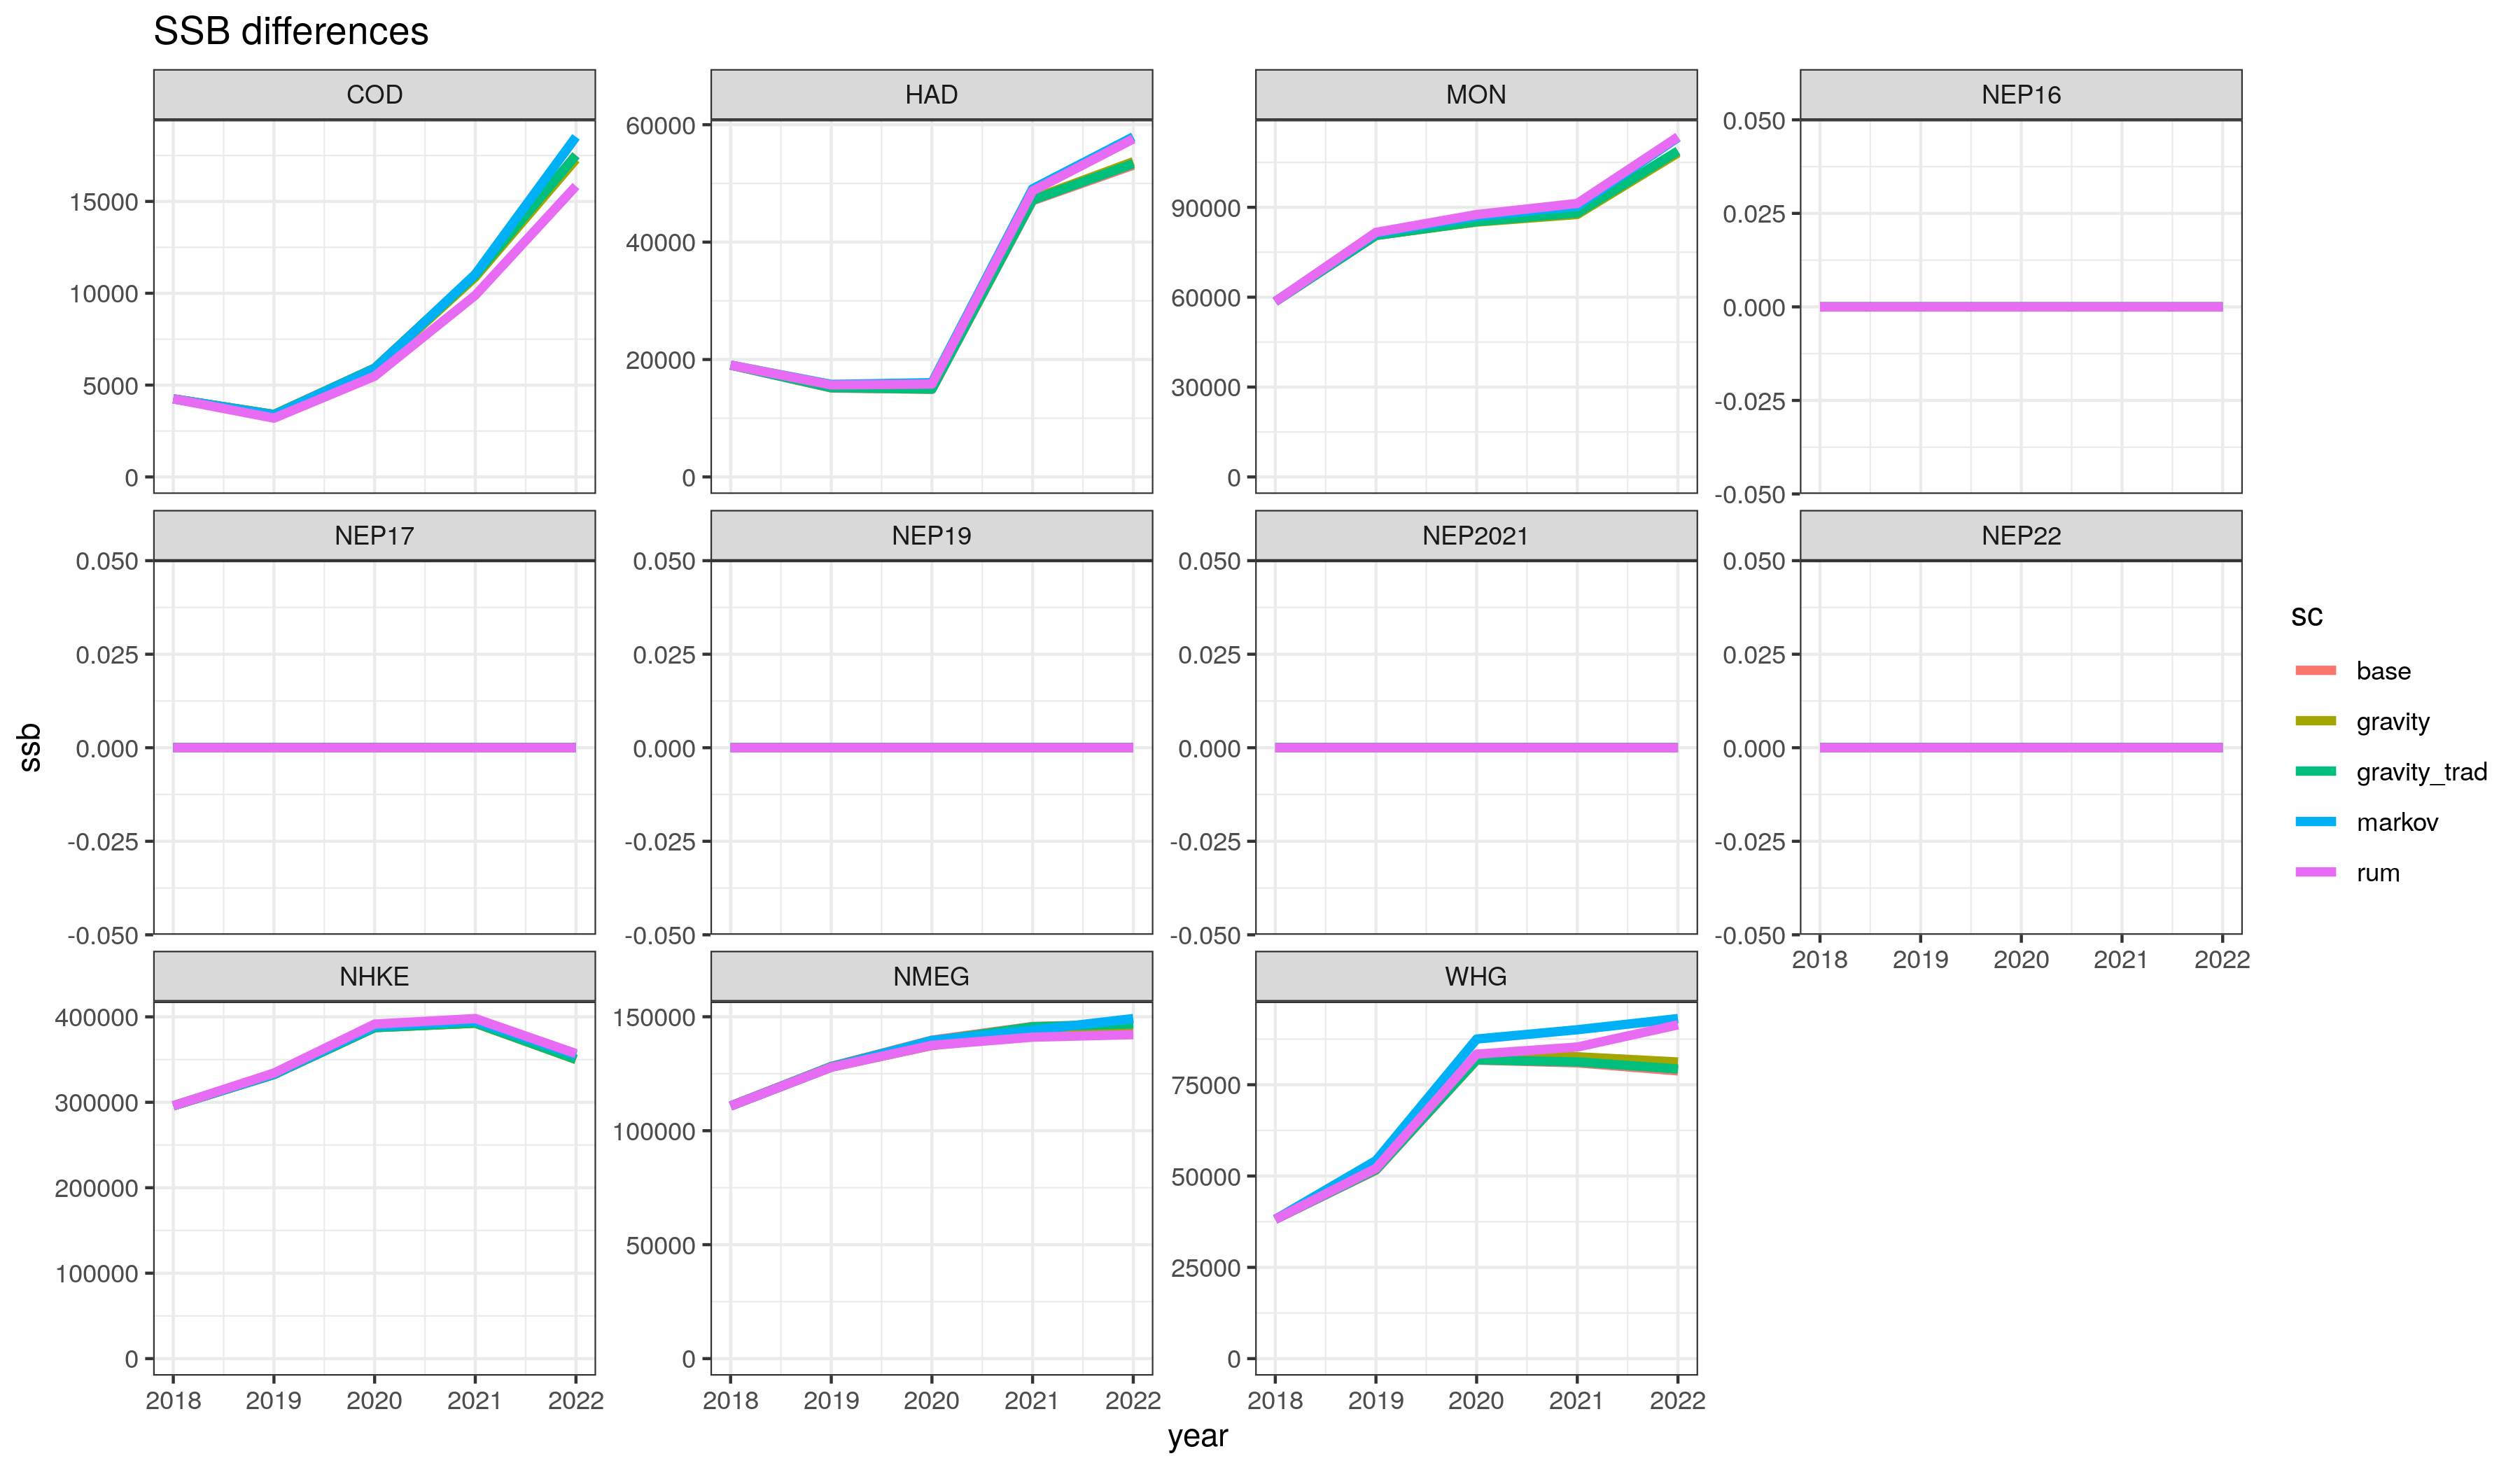 SSB differences
COD
HAD
MON
NEP16
15000
10000
5000
0
60000
40000
20000
0
90000
60000
30000
0
0.050
0.025
0.000
-0.025
-0.050
NEP17
NEP19
NEP2021
NEP22
0.050
0.025
0.000
-0.025
-0.050
0.050
0.025
0.000
-0.025
-0.050
0.050
0.025
0.000
-0.025
-0.050
0.050
0.025
0.000
-0.025
-0.050
2018 2019 2020 2021 2022
NHKE
NMEG
WHG
400000
300000
200000
100000
0
150000
100000
50000
0
75000
50000
25000
0
2018 2019 2020 2021 2022
2018 2019 2020 2021 2022
2018 2019 2020 2021 2022
year
ssb
sc
base
gravity
gravity_trad
markov
rum